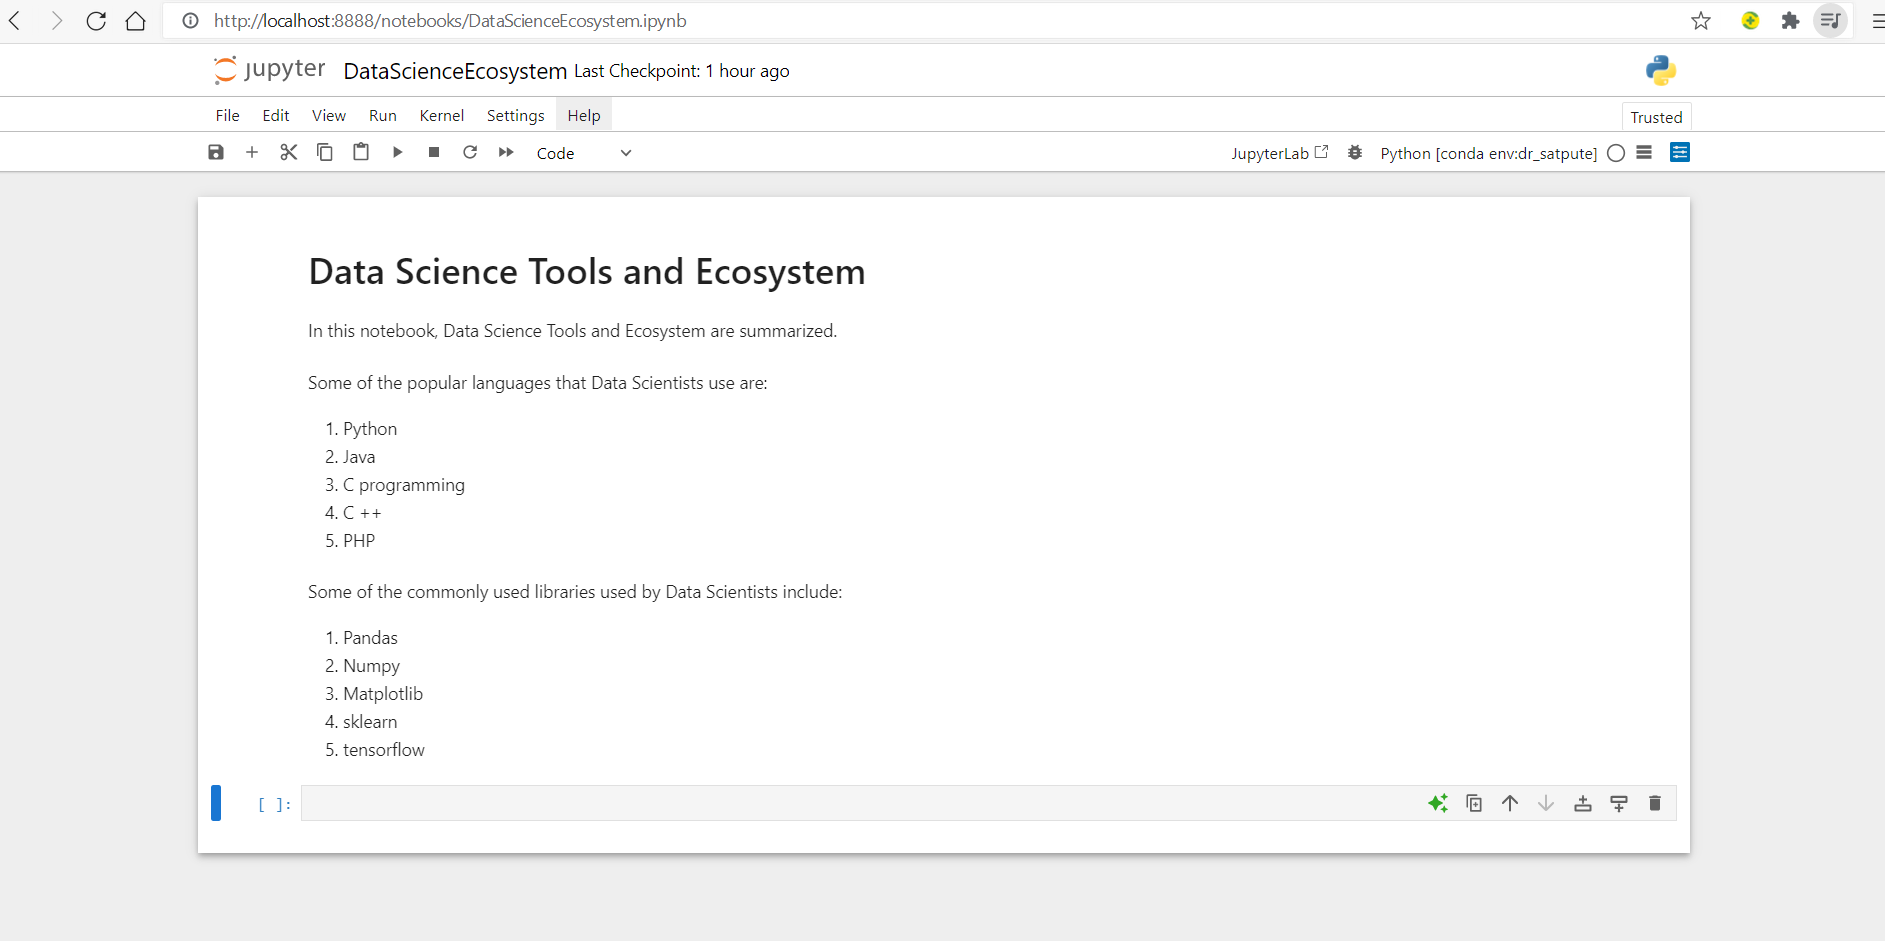 http://localhost:8888/notebooks/DataScienceEcosystem.ipynb
jupyter DataScienceEcosystem Last Checkpoint: 1 hour ago
File Edit View Run Kernel Settings Help Trusted
Code JupyterLab Python [conda env:dr_satpute]
Data Science Tools and Ecosystem
In this notebook, Data Science Tools and Ecosystem are summarized.
Some of the popular languages that Data Scientists use are:
1. Python
2. Java
3. C programming
4. C ++
5. PHP
Some of the commonly used libraries used by Data Scientists include:
1. Pandas
2. Numpy
3. Matplotlib
4. sklearn
5. tensorflow
[ ]: